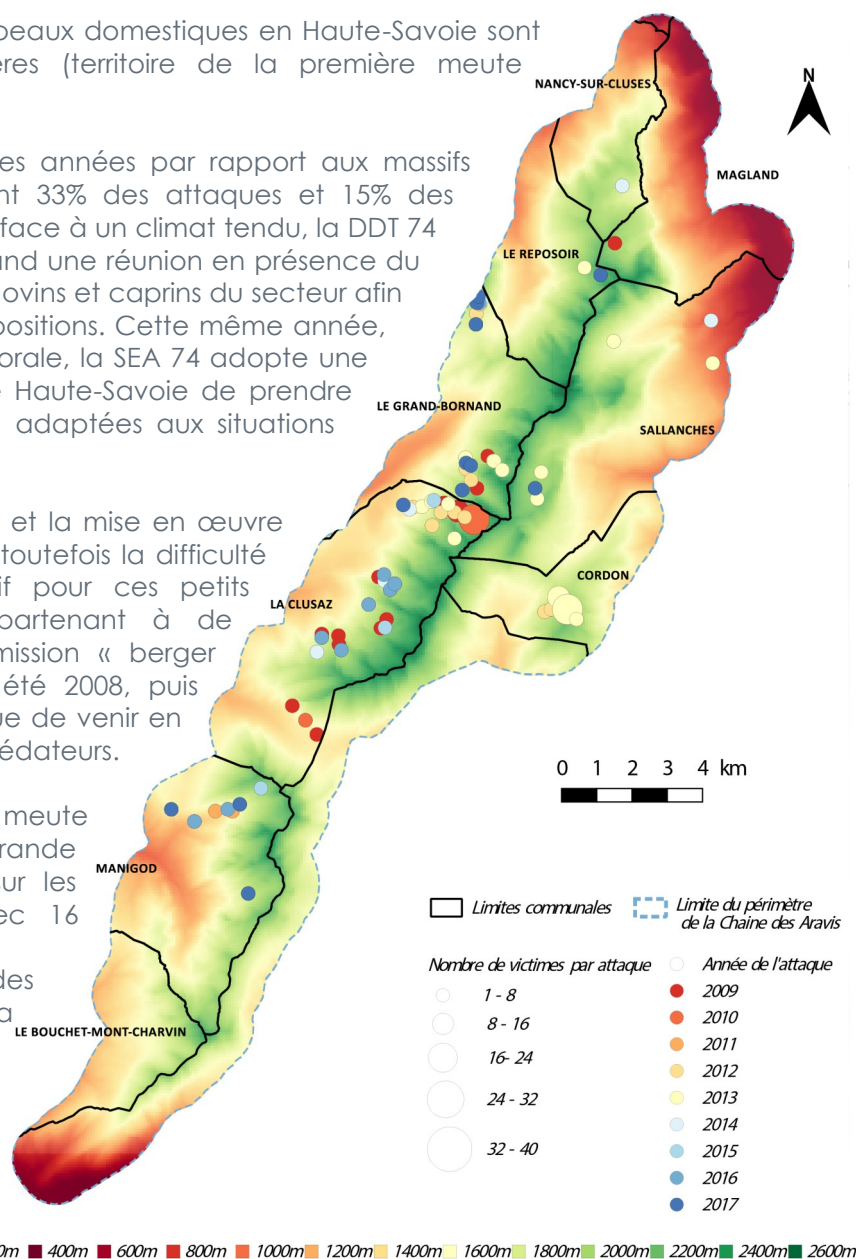 peaux domestiques en Haute-Savoie sont
ères (territoire de la première meute
es années par rapport aux massifs
nt 33% des attaques et 15% des
face à un climat tendu, la DDT 74
and une réunion en présence du
ovins et caprins du secteur afin
positions. Cette même année,
orale, la SEA 74 adopte une
e Haute-Savoie de prendre
adaptées aux situations
et la mise en œuvre
toutefois la difficulté
if pour ces petits
partenant à de
mission « berger
été 2008, puis
ue de venir en
édateurs.
meute
rande
sur les
ec 16
des
a
N
NANCY-SUR-CLUSES
MAGLAND
LE REPOSOIR
LE GRAND-BORNAND
SALLANCHES
CORDON
LA CLUSAZ
MANIGOD
LE BOUCHET-MONT-CHARVIN
0 1 2 3 4 km
Limites communales
Limite du périmètre
de la Chaine des Aravis
Nombre de victimes par attaque
1 - 8
8 - 16
16- 24
24 - 32
32 - 40
Année de l'attaque
2009
2010
2011
2012
2013
2014
2015
2016
2017
0m 400m 600m 800m 1000m 1200m 1400m 1600m 1800m 2000m 2200m 2400m 2600m